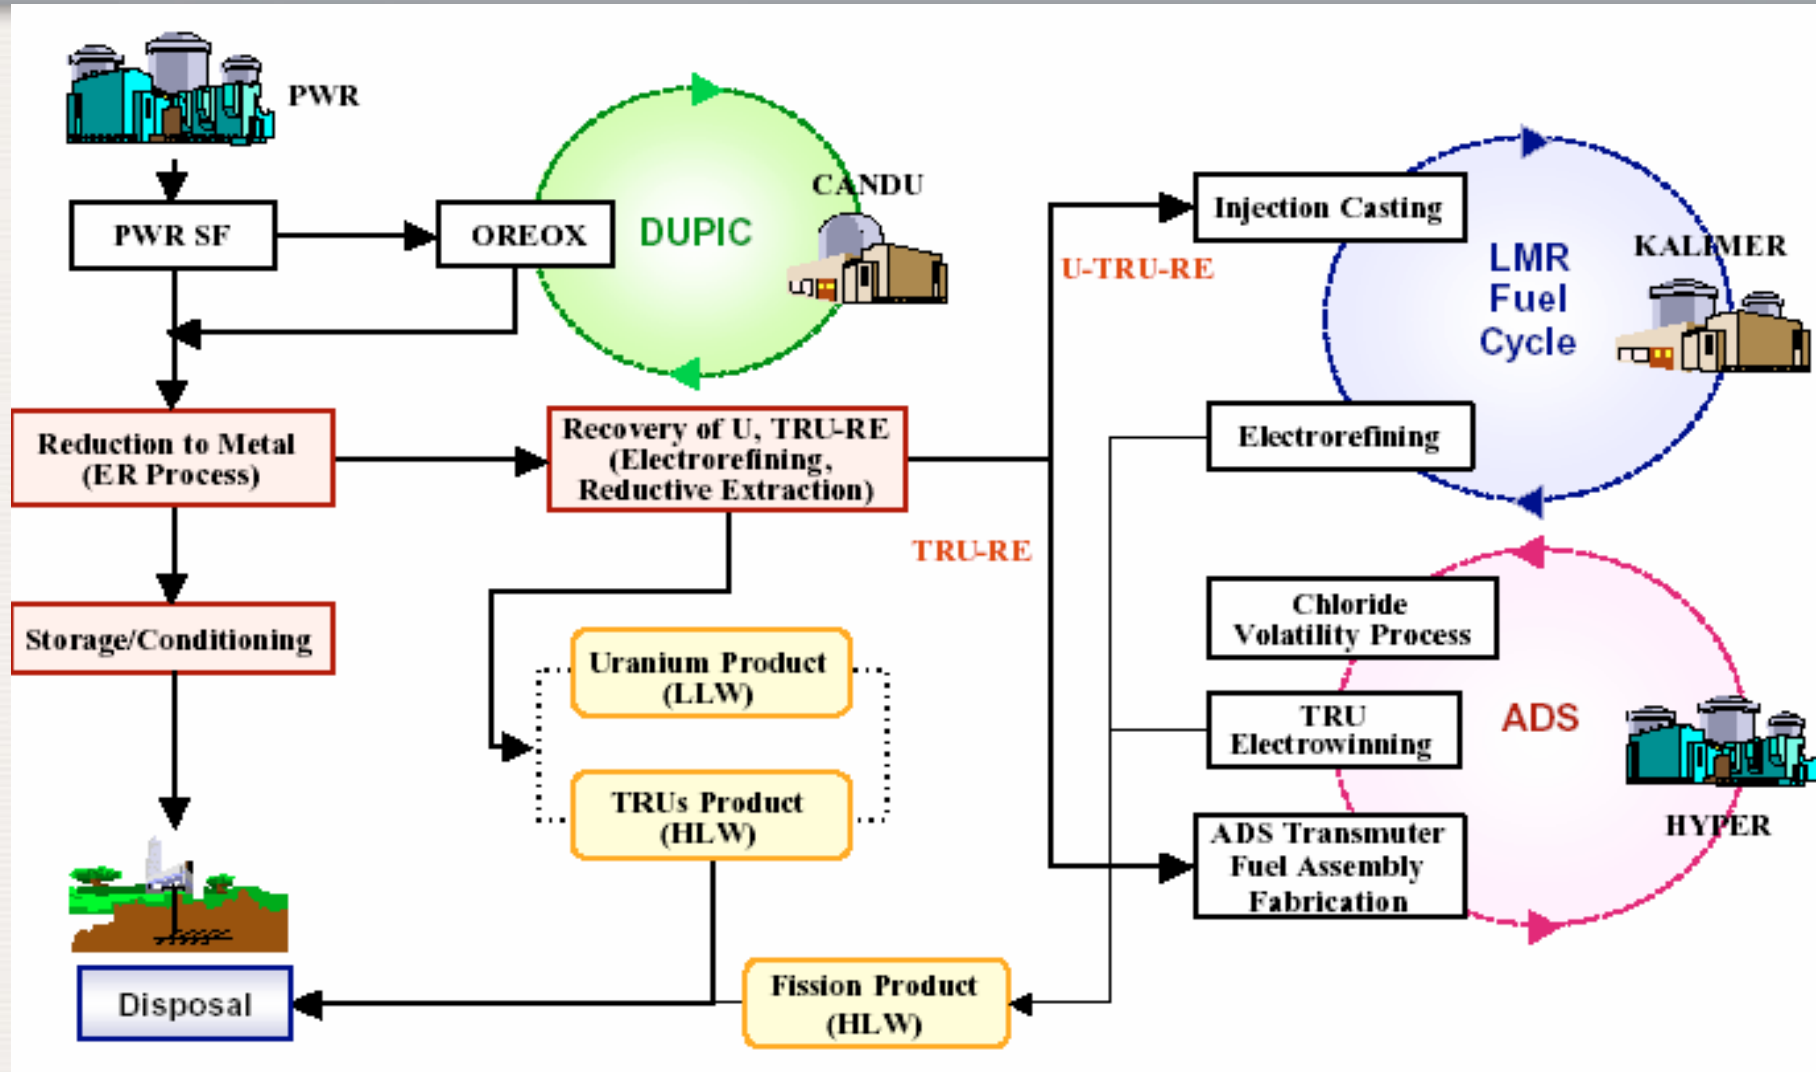 PWR
PWR SF
OREOX
DUPIC
CANDU
Injection Casting
U-TRU-RE
LMR
Fuel
Cycle
KALIMER
Reduction to Metal
(ER Process)
Recovery of U, TRU-RE
(Electrorefining,
Reductive Extraction)
Electrorefining
TRU-RE
Storage/Conditioning
Uranium Product
(LLW)
TRUs Product
(HLW)
Chloride
Volatility Process
TRU
Electrowinning
ADS
HYPER
ADS Transmuter
Fuel Assembly
Fabrication
Disposal
Fission Product
(HLW)